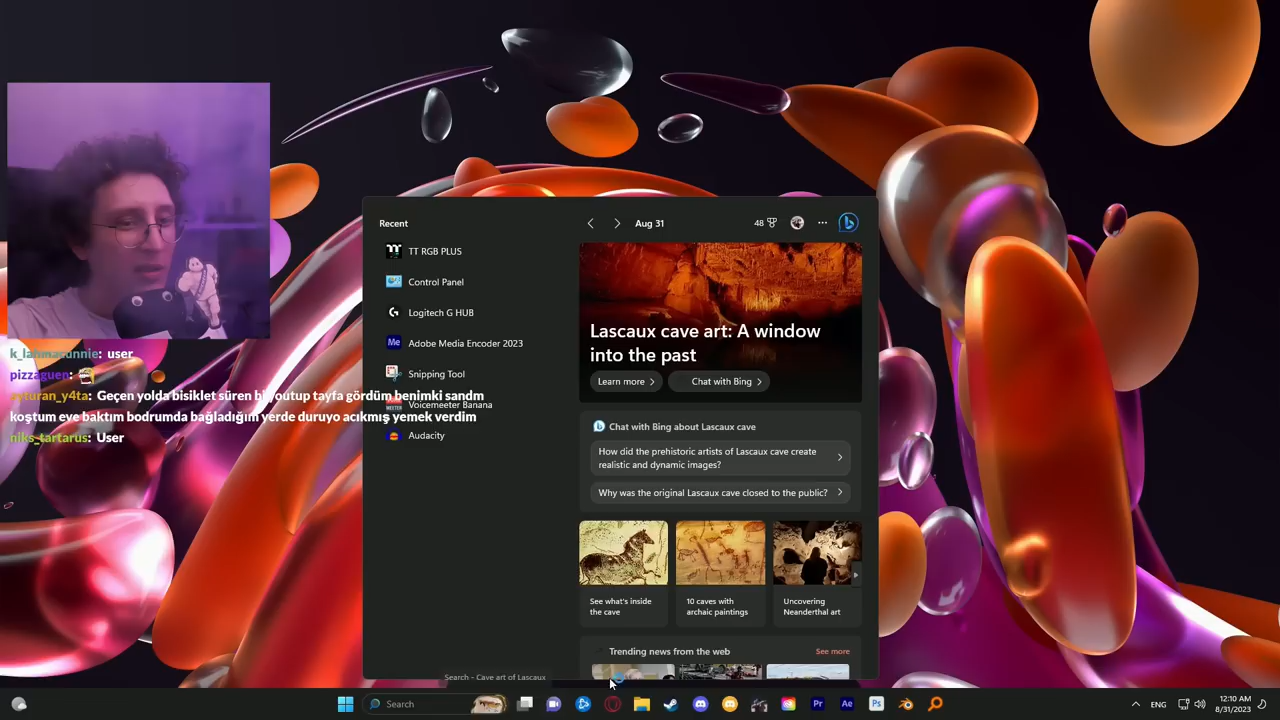 Recent
Aug 31
48
TT RGB PLUS
Control Panel
Logitech G HUB
Adobe Media Encoder 2023
Snipping Tool
Voicemeeter Banana
Audacity
Lascaux cave art: A window
into the past
Learn more
Chat with Bing
Chat with Bing about Lascaux cave
How did the prehistoric artists of Lascaux cave create
realistic and dynamic images?
Why was the original Lascaux cave closed to the public?
See what's inside
the cave
10 caves with
archaic paintings
Uncovering
Neanderthal art
Trending news from the web
See more
Search - Cave art of Lascaux
k_lahmacunnie: user
pizzaguen:
Geçen yolda bisiklet süren bi youtup tayfa gördüm benimki sandım
koştum eve baktım bodrumda bağladığım yerde duruyo acıkmış yemek verdim
niks_tartarus: User
Search
ENG
12:10 AM
8/31/2023